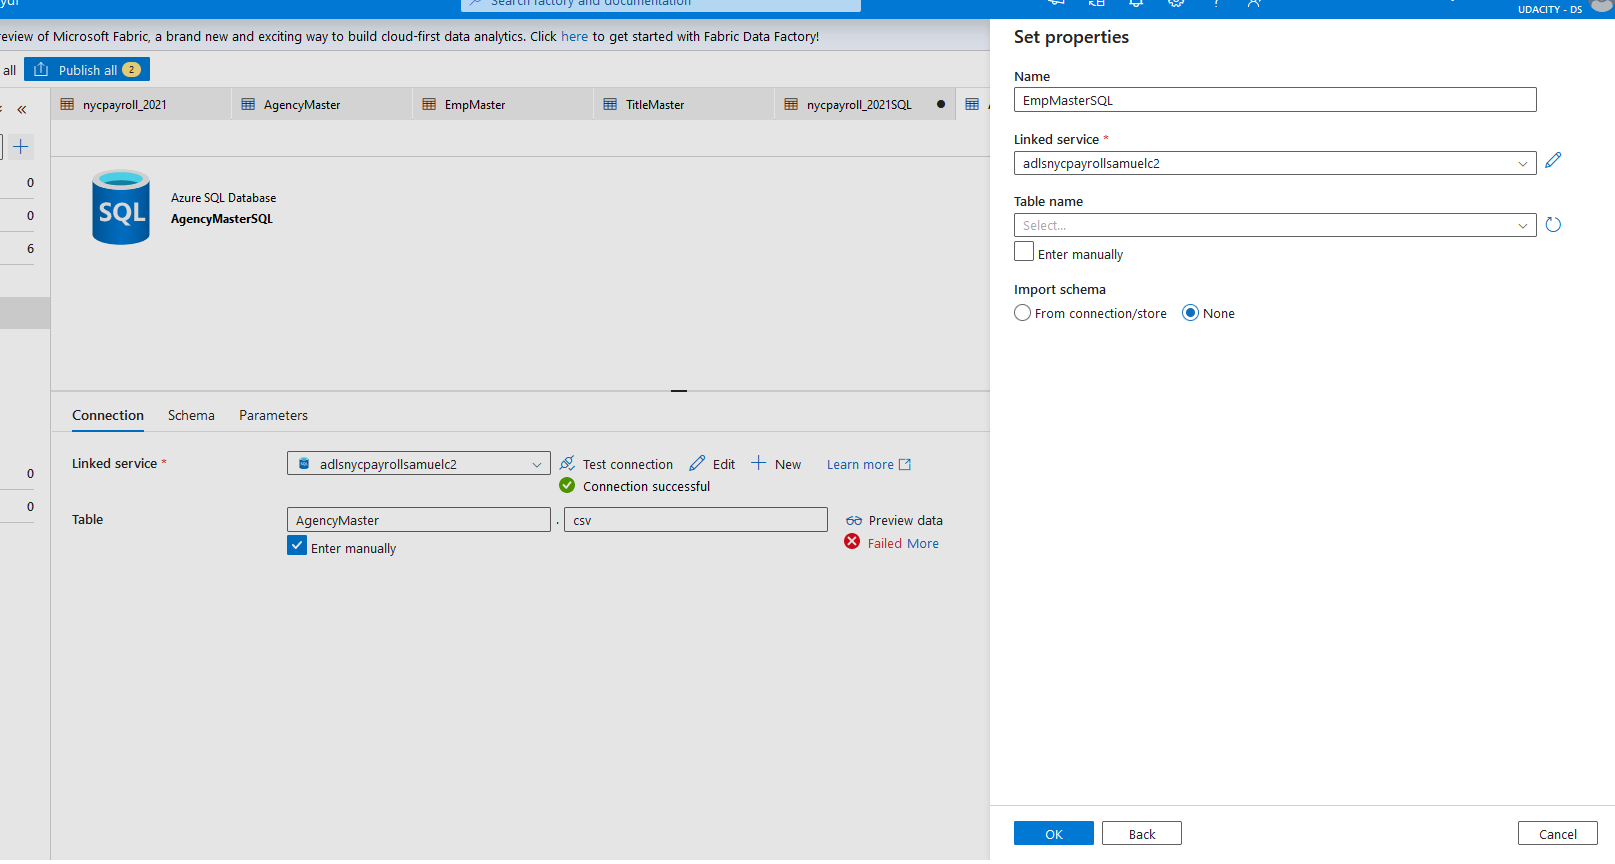 Search factory and documentation
UDACITY - DS
review of Microsoft Fabric, a brand new and exciting way to build cloud-first data analytics. Click here to get started with Fabric Data Factory!
all Publish all 2
nycpayroll_2021 AgencyMaster EmpMaster TitleMaster nycpayroll_2021SQL
0
0
6
0
0
Azure SQL Database
AgencyMasterSQL
SQL
Connection Schema Parameters
Linked service * adlsnycpayrollsamuelc2 Test connection Edit New Learn more
Connection successful
Table AgencyMaster . csv Preview data
Enter manually Failed More
Set properties
Name
EmpMasterSQL
Linked service *
adlsnycpayrollsamuelc2
Table name
Select...
Enter manually
Import schema
From connection/store None
OK Back Cancel